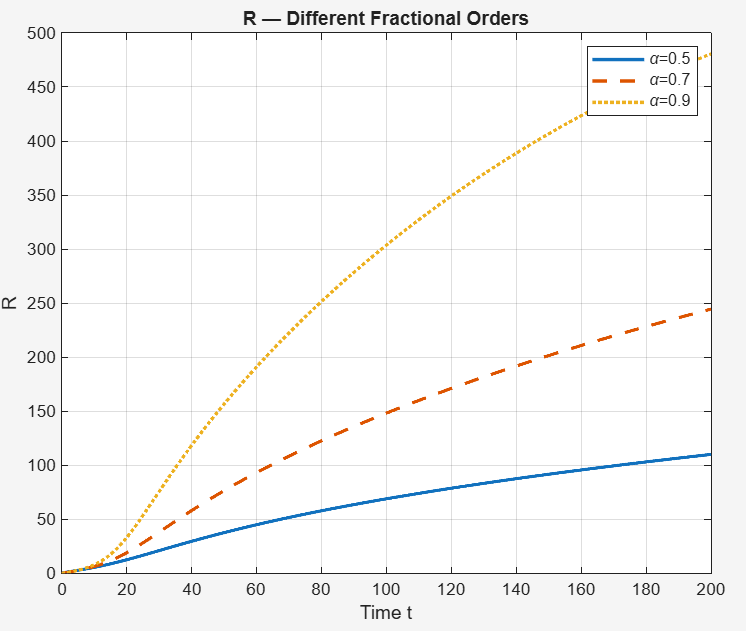 R — Different Fractional Orders
500
450
400
350
300
250
200
150
100
50
0
R
α=0.5
α=0.7
α=0.9
0 20 40 60 80 100 120 140 160 180 200
Time t